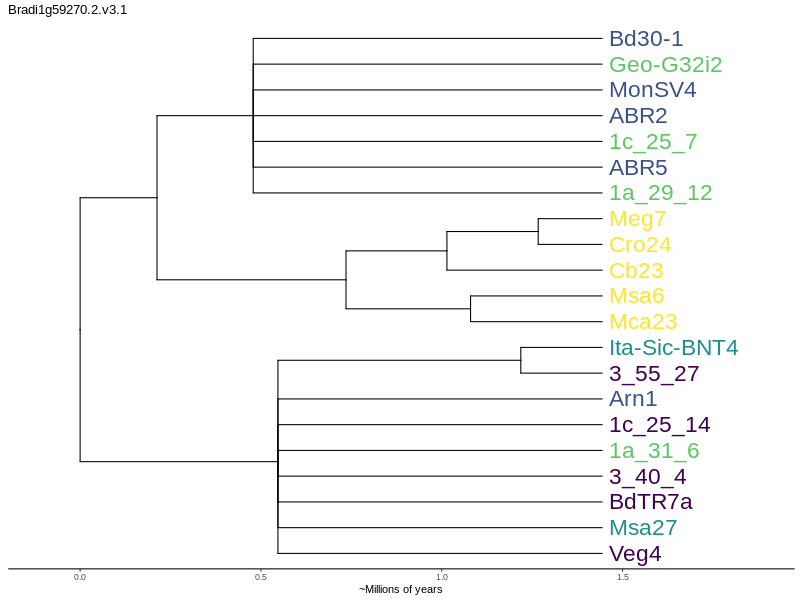 Bradi1g59270.2.v3.1
Bd30-1
Geo-G32i2
MonSV4
ABR2
1c_25_7
ABR5
1a_29_12
Meg7
Cro24
Cb23
Msa6
Mca23
Ita-Sic-BNT4
3_55_27
Arn1
1c_25_14
1a_31_6
3_40_4
BdTR7a
Msa27
Veg4
0.0 0.5 1.0 1.5
~Millions of years